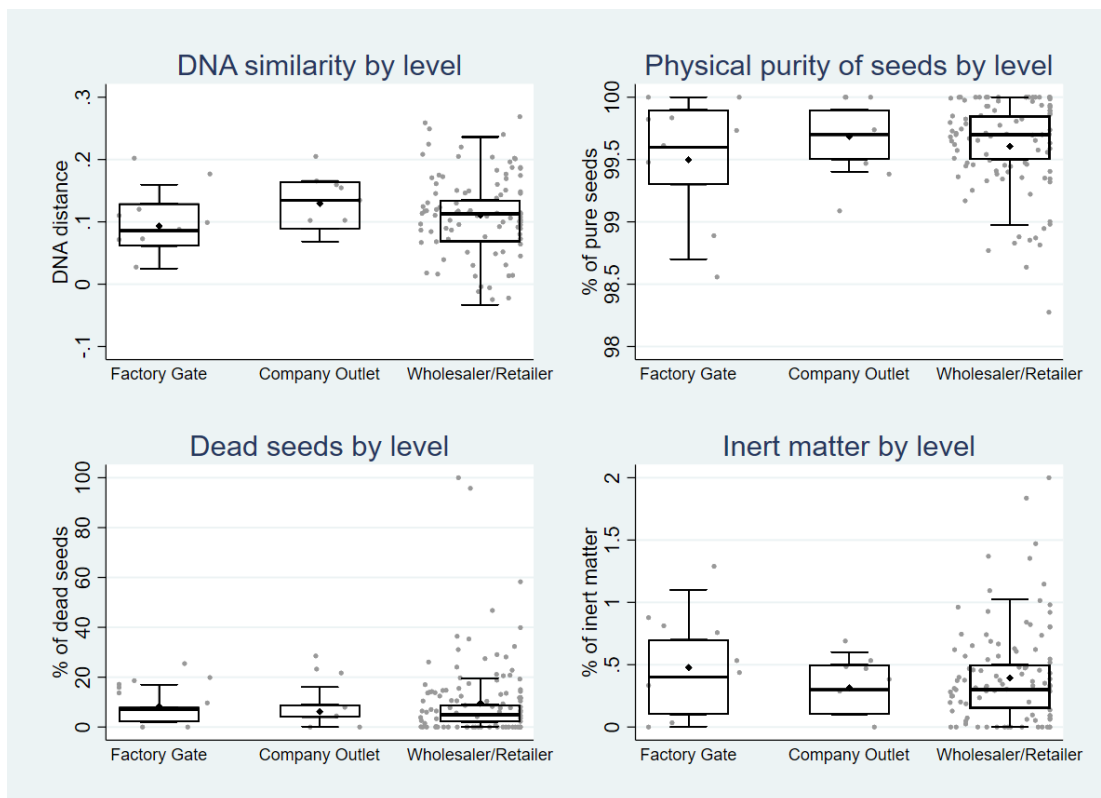 DNA similarity by level
DNA distance
.3
.2
.1
0
-.1
Factory Gate Company Outlet Wholesaler/Retailer
Physical purity of seeds by level
% of pure seeds
100
99.5
99
98.5
98
Factory Gate Company Outlet Wholesaler/Retailer
Dead seeds by level
% of dead seeds
100
80
60
40
20
0
Factory Gate Company Outlet Wholesaler/Retailer
Inert matter by level
% of inert matter
2
1.5
1
.5
0
Factory Gate Company Outlet Wholesaler/Retailer